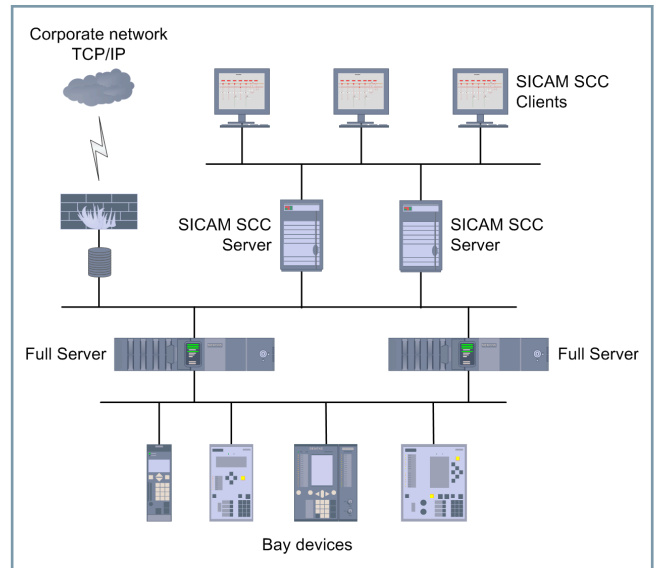 Corporate network
TCP/IP
SICAM SCC
Clients
SICAM SCC
Server
SICAM SCC
Server
Full Server
Full Server
Bay devices